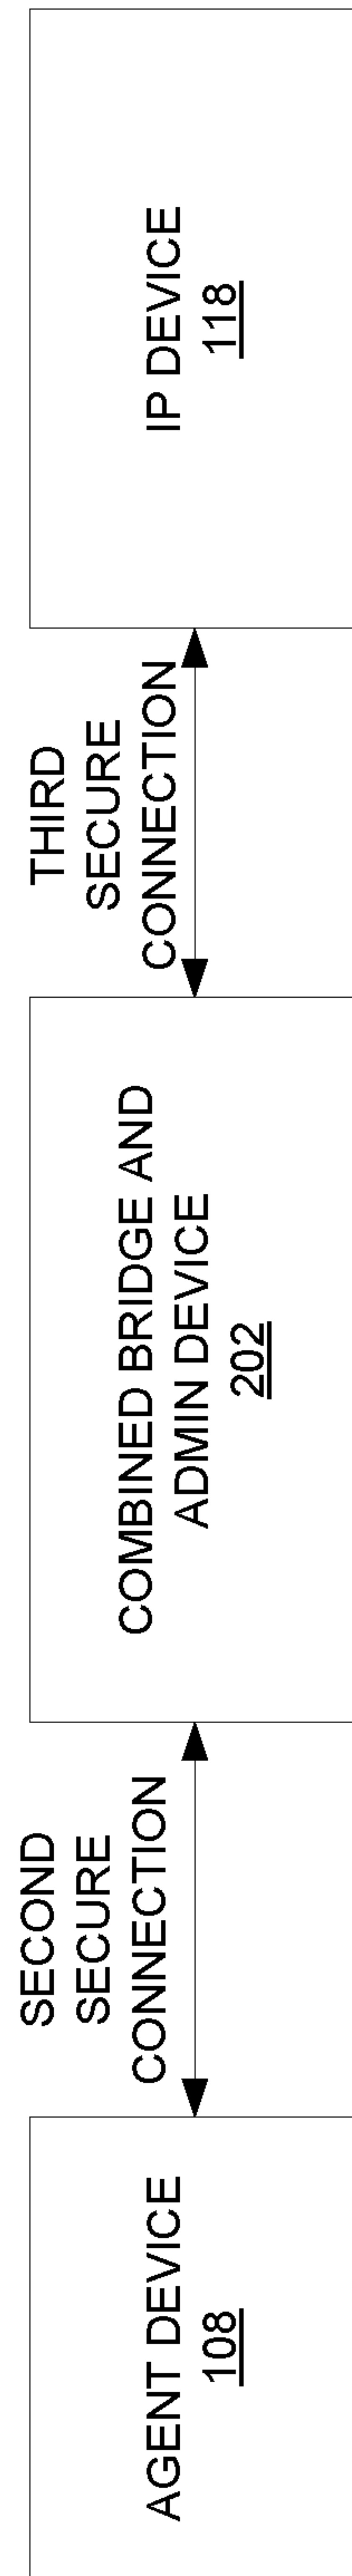 AGENT DEVICE
108
SECOND
SECURE
CONNECTION
COMBINED BRIDGE AND
ADMIN DEVICE
202
THIRD
SECURE
CONNECTION
IP DEVICE
118